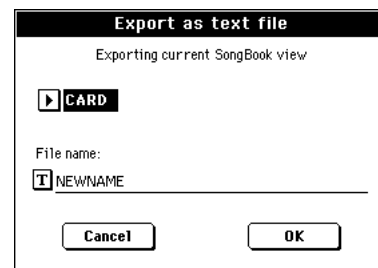 Export as text file
Exporting current SongBook view
CARD
File name:
T NEWNAME
Cancel OK